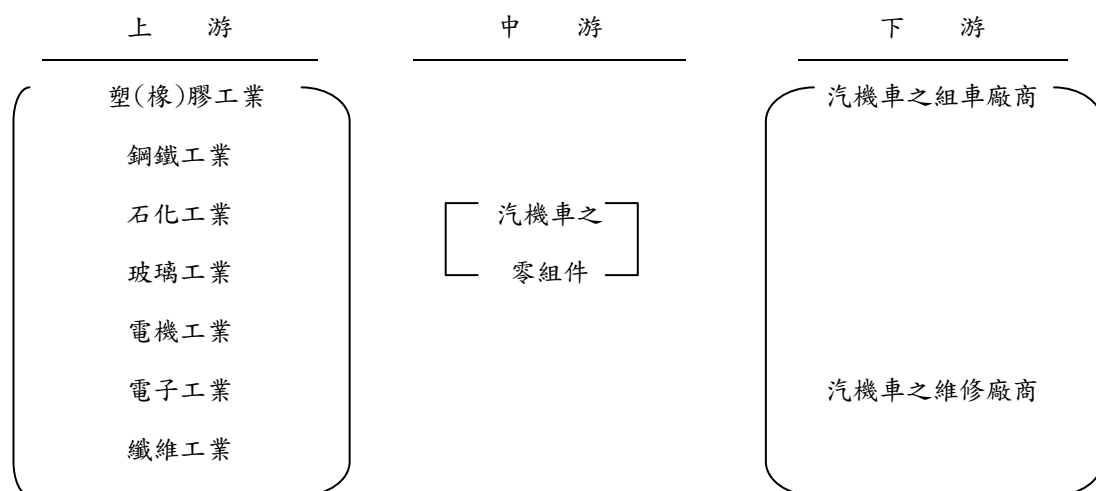 上 游
中 游
下 游
塑(橡)膠工業
汽機車之組車廠商
鋼鐵工業
石化工業
汽機車之
玻璃工業
零組件
電機工業
電子工業
汽機車之維修廠商
纖維工業